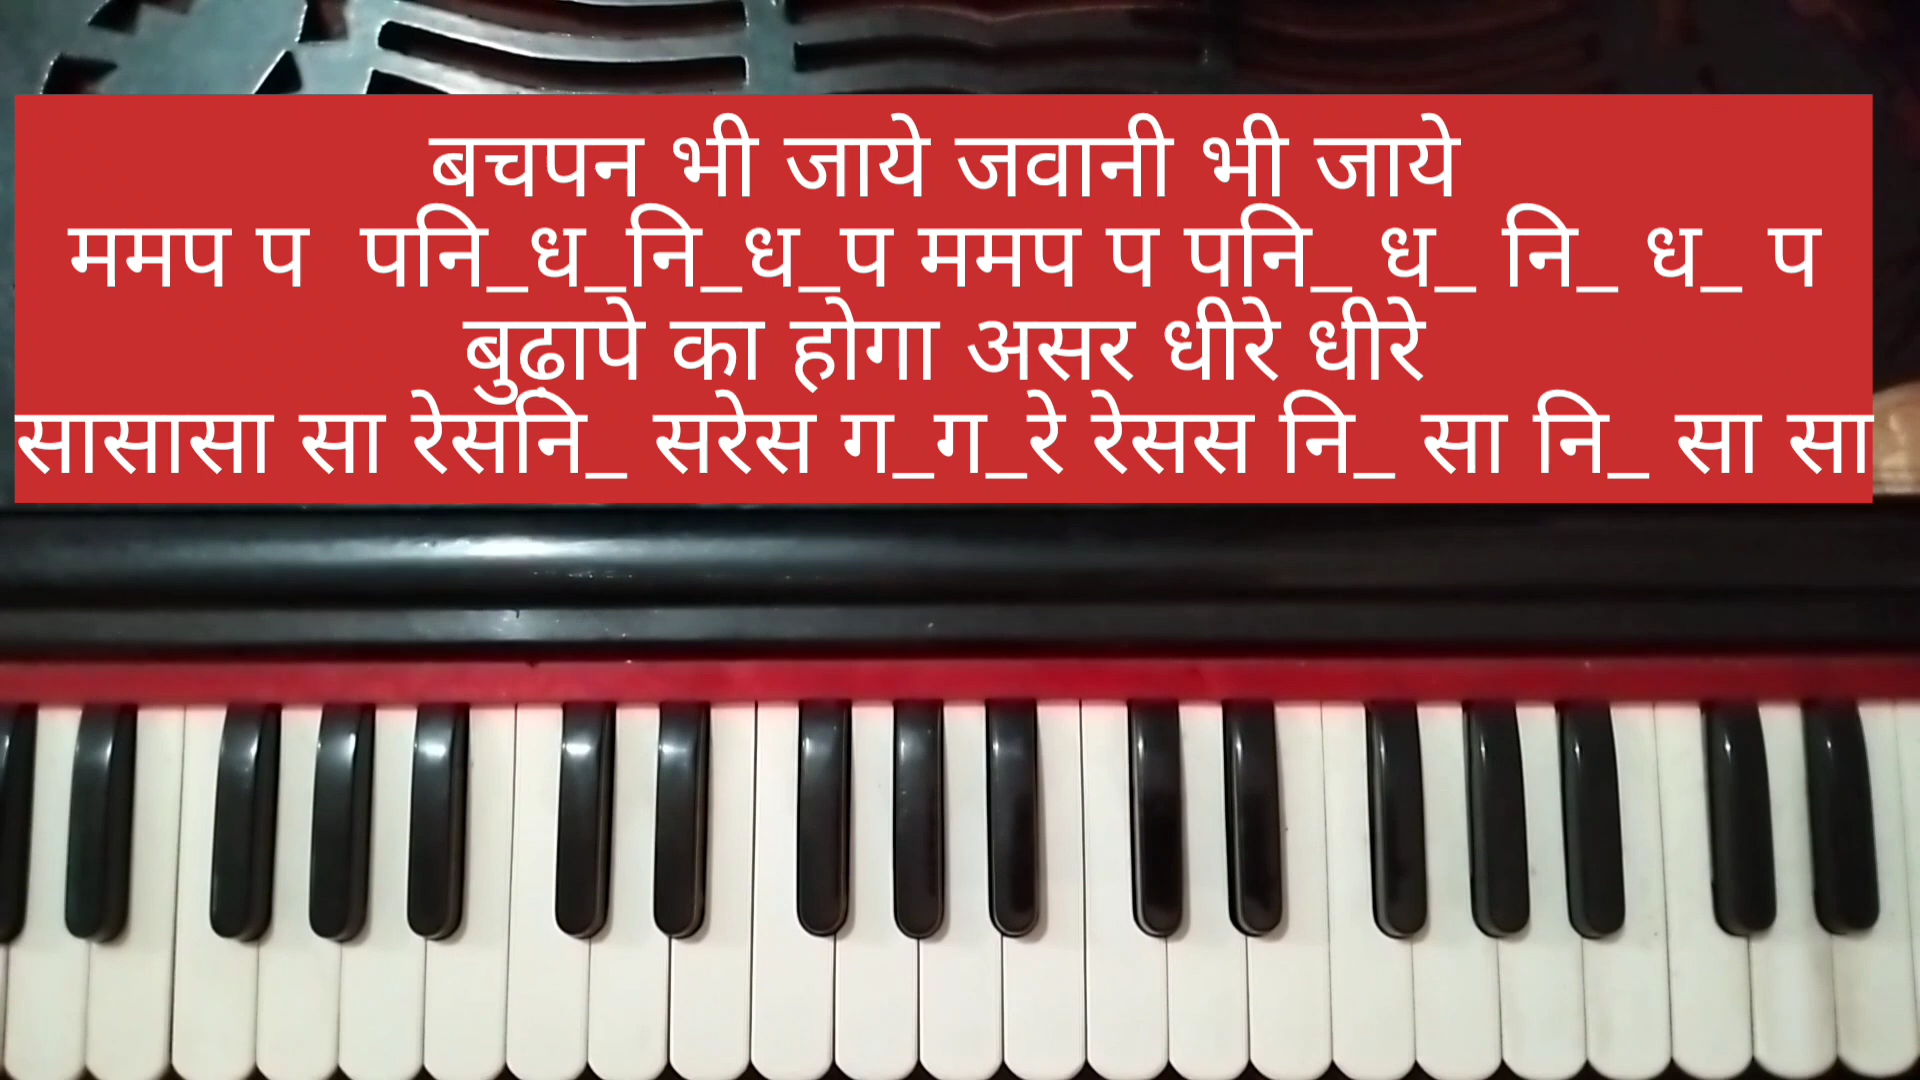 बचपन भी जाये जवानी भी जाये
ममप प  पनि_ध_नि_ध_प ममप प पनि_ ध_ नि_ ध_ प
बुढ़ापे का होगा असर धीरे धीरे
सासासा सा रेसनि_ सरेस ग_ग_रे रेसस नि_ सा नि_ सा सा